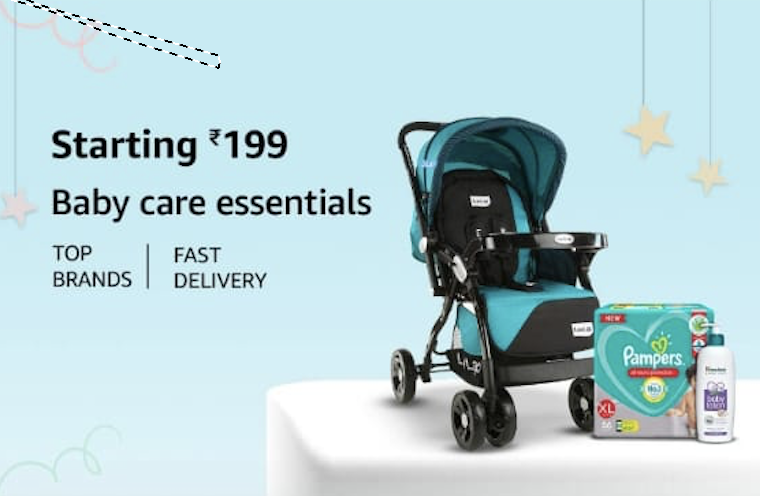 Starting ₹199
Baby care essentials
TOP
BRANDS
FAST
DELIVERY
NEW
Pampers
XL
baby
lotion